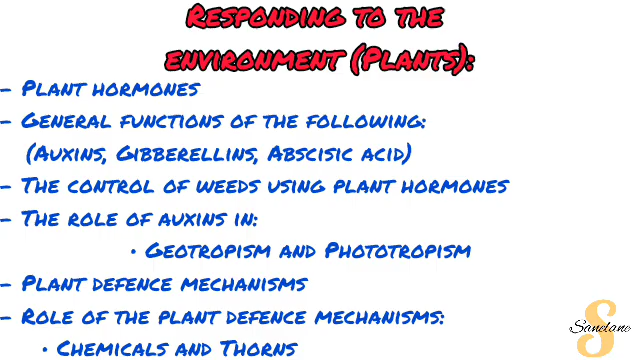 Responding to the
environment (Plants):
- Plant hormones
- General functions of the following:
(Auxins, Gibberellins, Abscisic acid)
- The control of weeds using plant hormones
- The role of auxins in:
• Geotropism and Phototropism
- Plant defence mechanisms
- Role of the plant defence mechanisms:
• Chemicals and Thorns
S
Sanelano